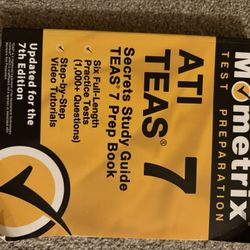 Mometrix
TEST PREPARATION
ATI
TEAS® 7
Secrets Study Guide
TEAS® 7 Prep Book
✓ Six Full-Length
Practice Tests
(1,000+ Questions)
✓ Step-by-Step
Video Tutorials
Updated for the
7th Edition